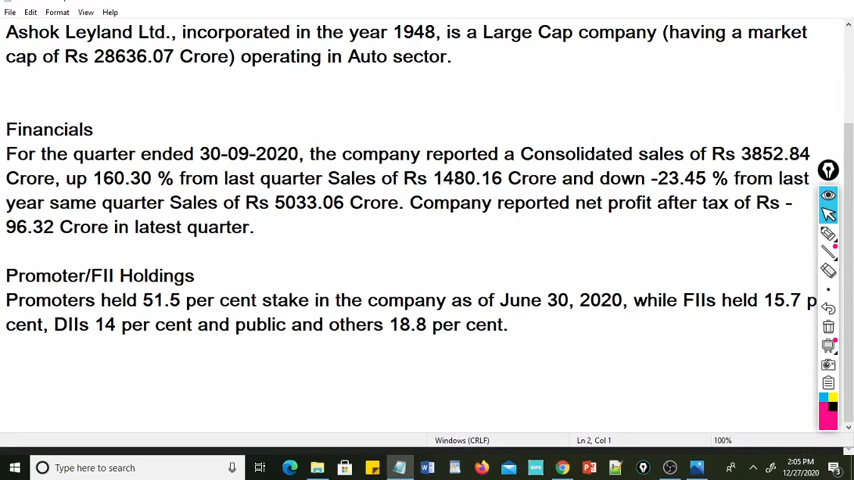 File Edit Format View Help
Ashok Leyland Ltd., incorporated in the year 1948, is a Large Cap company (having a market
cap of Rs 28636.07 Crore) operating in Auto sector.
Financials
For the quarter ended 30-09-2020, the company reported a Consolidated sales of Rs 3852.84
Crore, up 160.30 % from last quarter Sales of Rs 1480.16 Crore and down -23.45 % from last
year same quarter Sales of Rs 5033.06 Crore. Company reported net profit after tax of Rs -
96.32 Crore in latest quarter.
Promoter/FII Holdings
Promoters held 51.5 per cent stake in the company as of June 30, 2020, while FIIs held 15.7 p
cent, DIIs 14 per cent and public and others 18.8 per cent.
Windows (CRLF) Ln 2, Col 1 100%
Type here to search
2:05 PM
12/27/2020